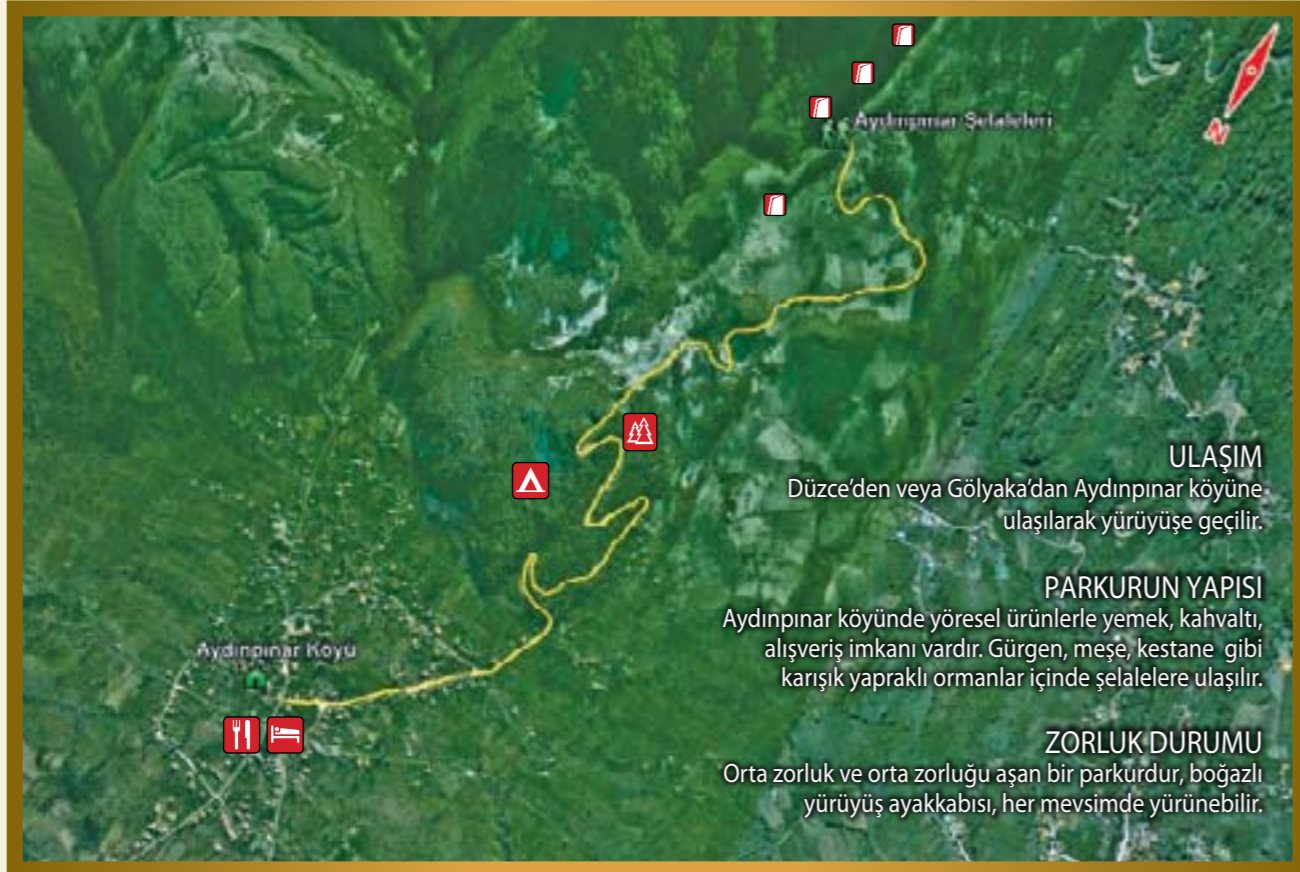 Aydınpınar Şelaleleri
N
ULAŞIM
Düzce’den veya Gölyaka’dan Aydınpınar köyüne
ulaşılarak yürüyüşe geçilir.
PARKURUN YAPISI
Aydınpınar köyünde yöresel ürünlerle yemek, kahvaltı,
alışveriş imkanı vardır. Gürgen, meşe, kestane gibi
karışık yapraklı ormanlar içinde şelalelere ulaşılır.
Aydınpınar Köyü
ZORLUK DURUMU
Orta zorluk ve orta zorluğu aşan bir parkurdur, boğazlı
yürüyüş ayakkabısı, her mevsimde yürünebilir.